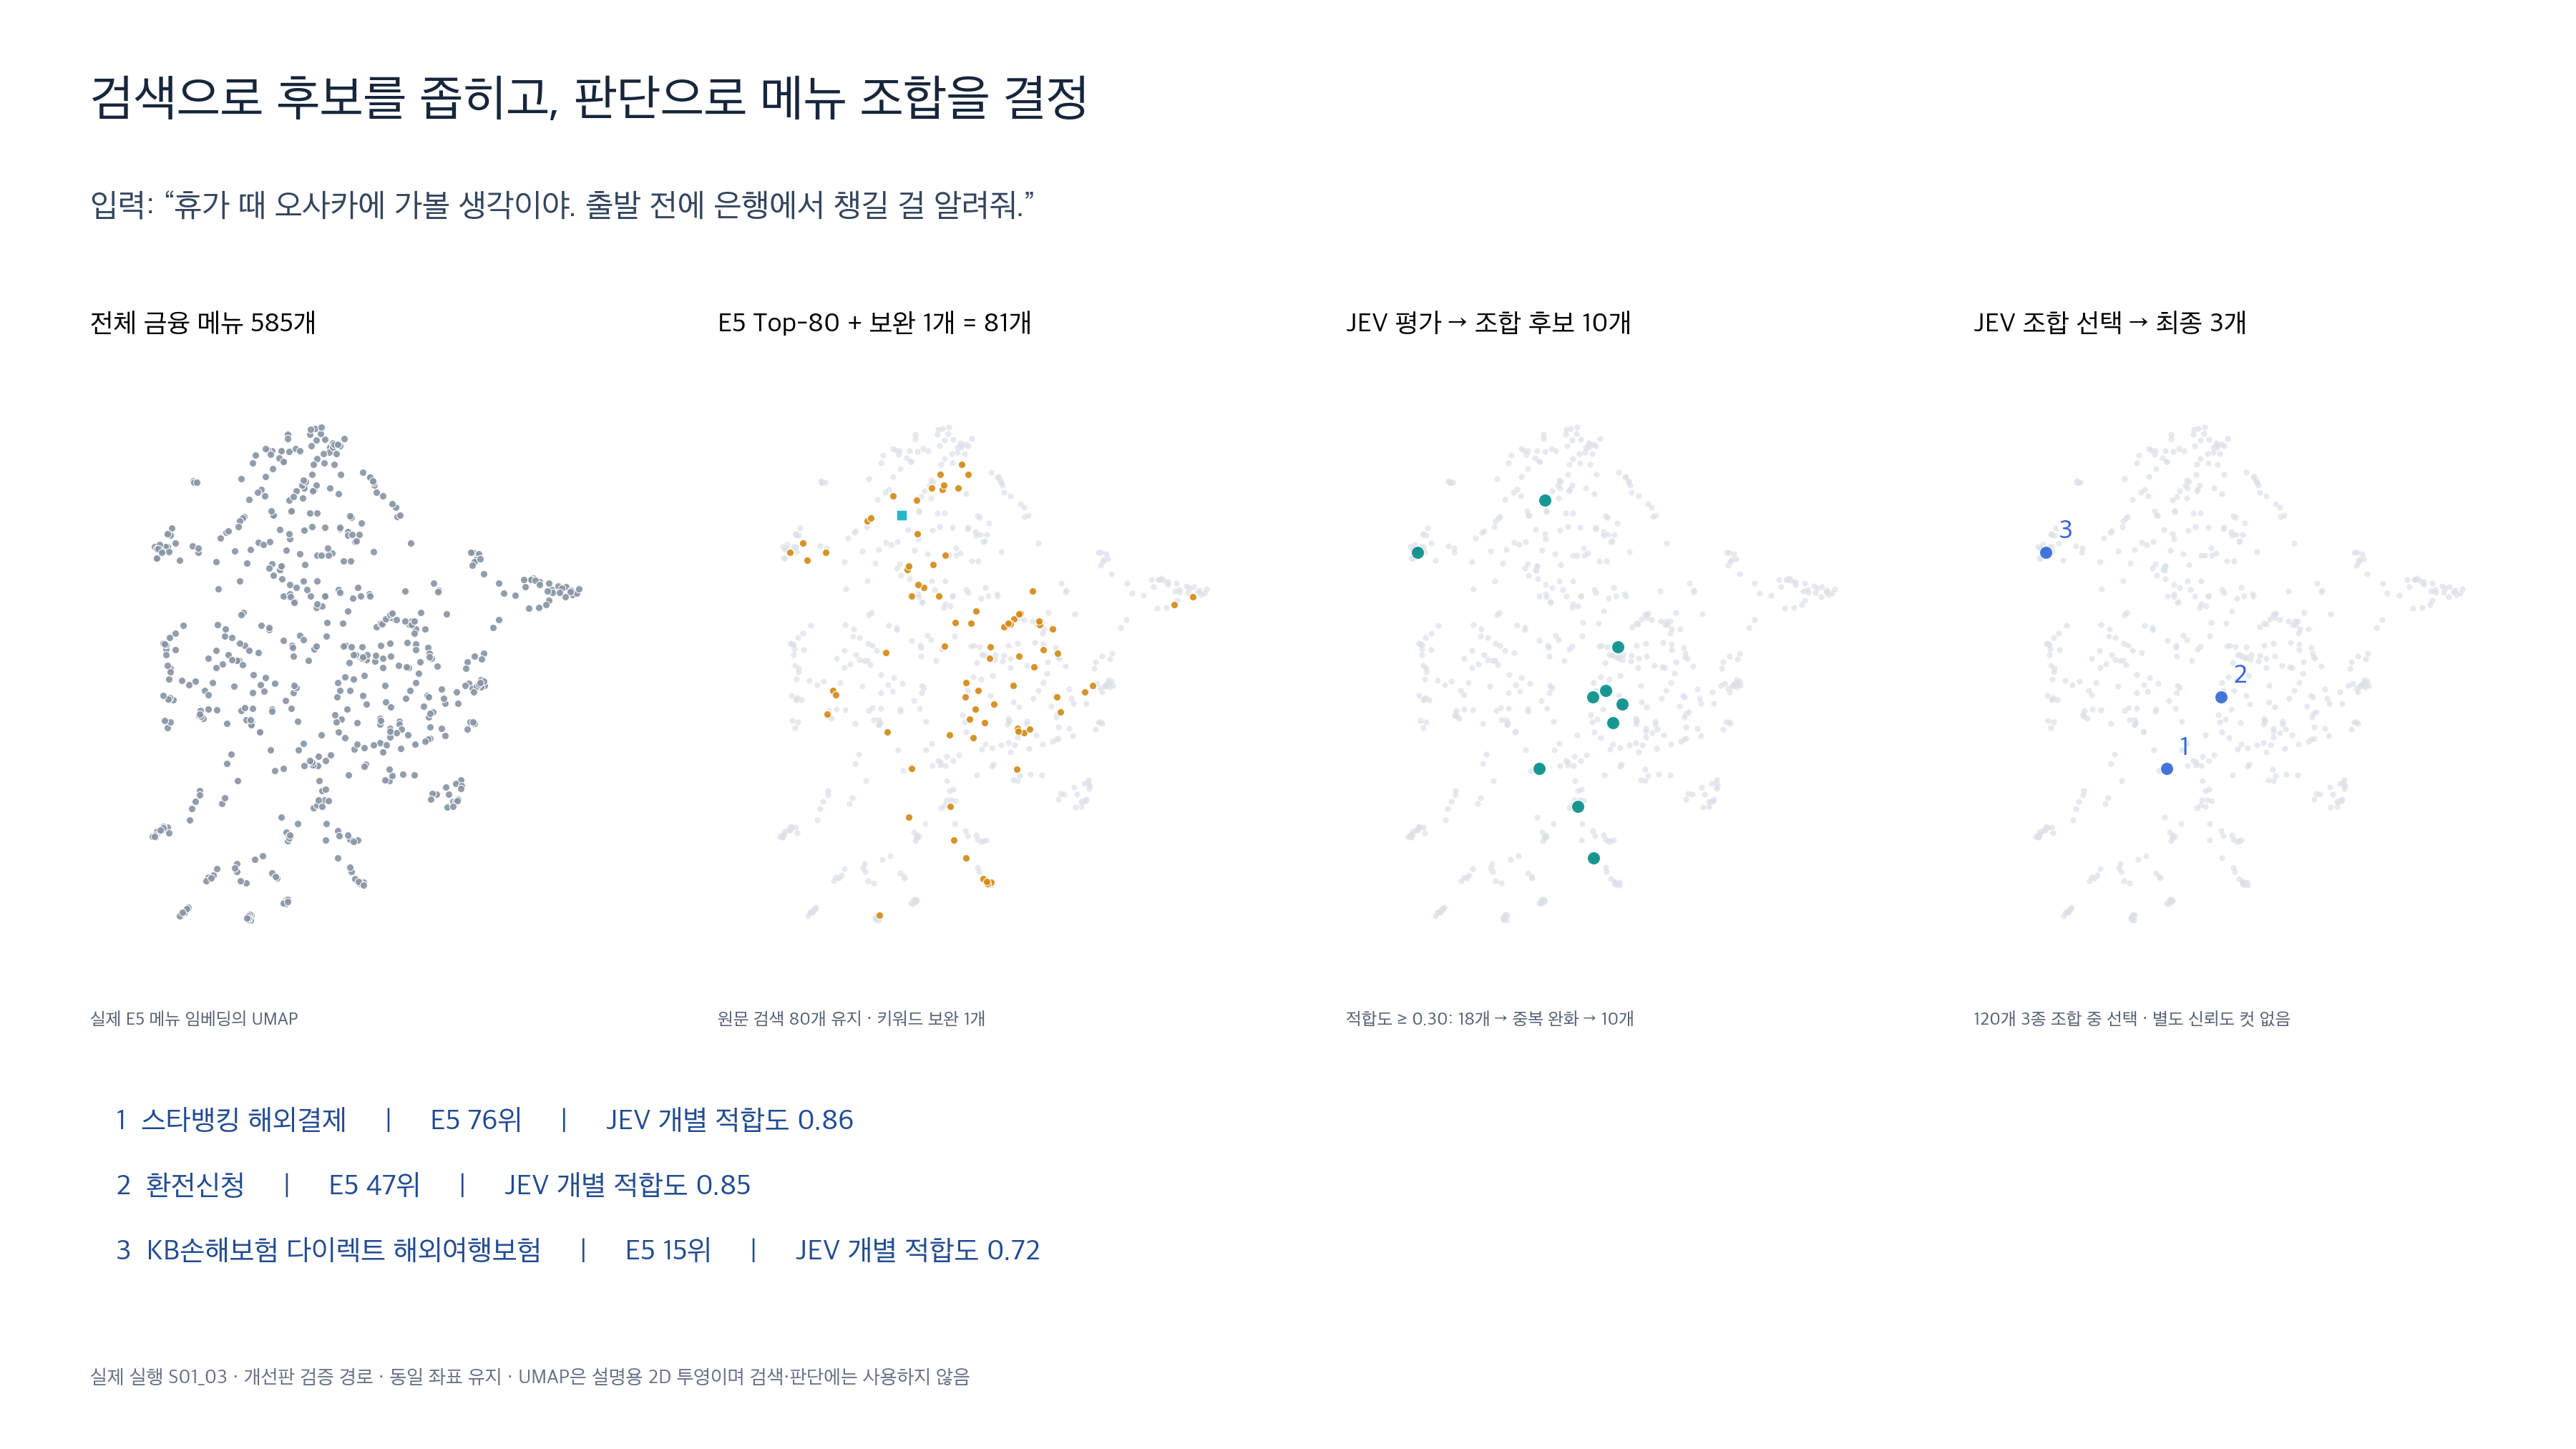 검색으로 후보를 좁히고, 판단으로 메뉴 조합을 결정
입력: “휴가 때 오사카에 가볼 생각이야. 출발 전에 은행에서 챙길 걸 알려줘.”
전체 금융 메뉴 585개
E5 Top-80 + 보완 1개 = 81개
JEV 평가 → 조합 후보 10개
JEV 조합 선택 → 최종 3개
3
2
1
실제 E5 메뉴 임베딩의 UMAP
원문 검색 80개 유지 · 키워드 보완 1개
적합도 ≥ 0.30: 18개 → 중복 완화 → 10개
120개 3종 조합 중 선택 · 별도 신뢰도 컷 없음
1 스타뱅킹 해외결제 | E5 76위 | JEV 개별 적합도 0.86
2 환전신청 | E5 47위 | JEV 개별 적합도 0.85
3 KB손해보험 다이렉트 해외여행보험 | E5 15위 | JEV 개별 적합도 0.72
실제 실행 S01_03 · 개선판 검증 경로 · 동일 좌표 유지 · UMAP은 설명용 2D 투영이며 검색·판단에는 사용하지 않음